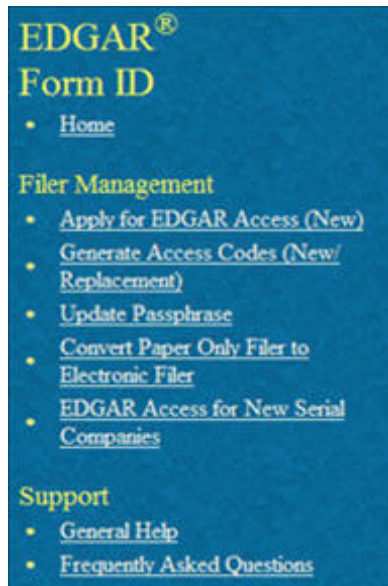 EDGAR®
Form ID
• Home
Filer Management
• Apply for EDGAR Access (New)
• Generate Access Codes (New/
Replacement)
• Update Passphrase
• Convert Paper Only Filer to
Electronic Filer
• EDGAR Access for New Serial
Companies
Support
• General Help
• Frequently Asked Questions